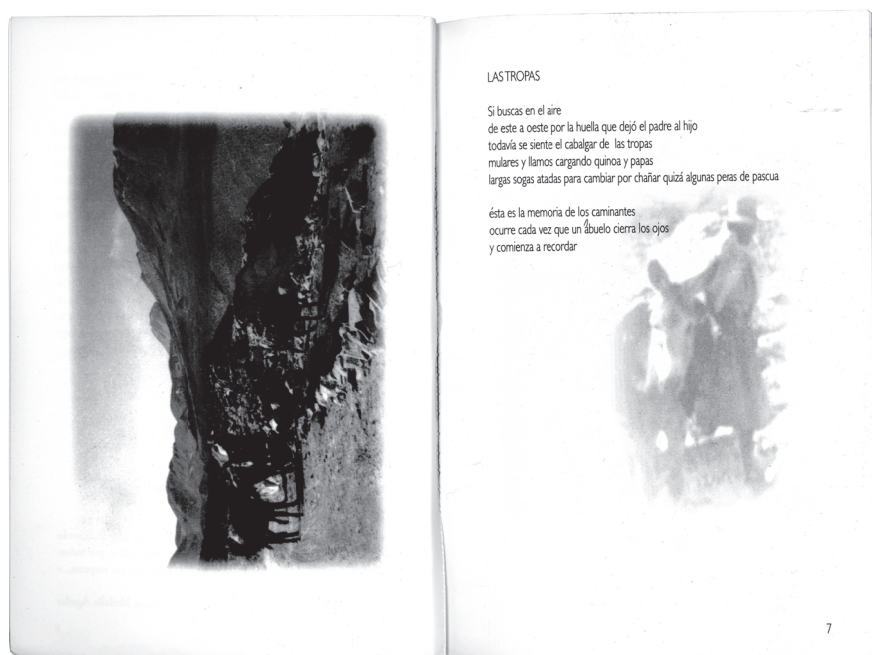 LAS TROPAS
Si buscas en el aire
de este a oeste por la huella que dejó el padre al hijo
todavía se siente el cabalgar de las tropas
mulares y llamos cargando quinoa y papas
largas sogas atadas para cambiar por chañar quizá algunas peras de pascua
ésta es la memoria de los caminantes
ocurre cada vez que un abuelo cierra los ojos
y comienza a recordar
7